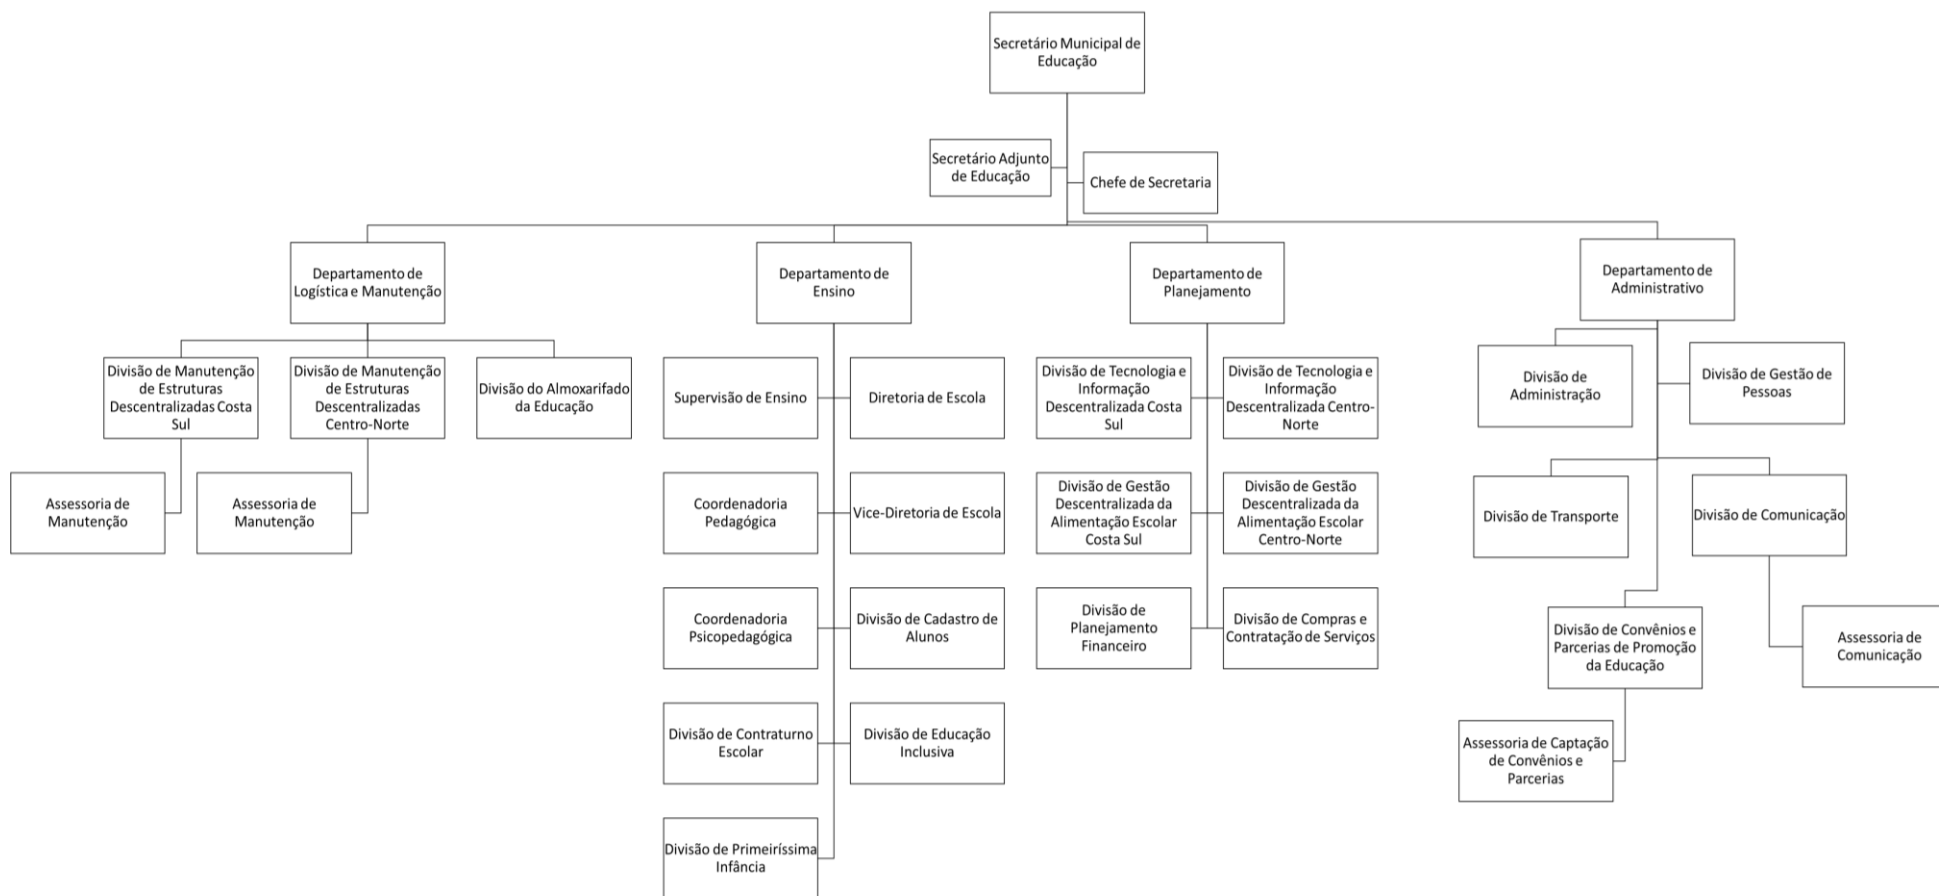 Secretário Municipal de
Educação
Secretário Adjunto
de Educação
Chefe de Secretaria
Departamento de
Logística e Manutenção
Departamento de
Ensino
Departamento de
Planejamento
Departamento de
Administrativo
Divisão de Manutenção
de Estruturas
Descentralizadas Costa
Sul
Divisão de Manutenção
de Estruturas
Descentralizadas
Centro-Norte
Divisão do Almoxarifado
da Educação
Assessoria de
Manutenção
Assessoria de
Manutenção
Supervisão de Ensino
Diretoria de Escola
Coordenadoria
Pedagógica
Vice-Diretoria de Escola
Coordenadoria
Psicopedagógica
Divisão de Cadastro de
Alunos
Divisão de Contraturno
Escolar
Divisão de Educação
Inclusiva
Divisão de Primeiríssima
Infância
Divisão de Tecnologia e
Informação
Descentralizada Costa
Sul
Divisão de Tecnologia e
Informação
Descentralizada Centro-
Norte
Divisão de Gestão
Descentralizada da
Alimentação Escolar
Costa Sul
Divisão de Gestão
Descentralizada da
Alimentação Escolar
Centro-Norte
Divisão de
Planejamento
Financeiro
Divisão de Compras e
Contratação de Serviços
Divisão de
Administração
Divisão de Gestão de
Pessoas
Divisão de Transporte
Divisão de Comunicação
Divisão de Convênios e
Parcerias de Promoção
da Educação
Assessoria de
Comunicação
Assessoria de Captação
de Convênios e
Parcerias